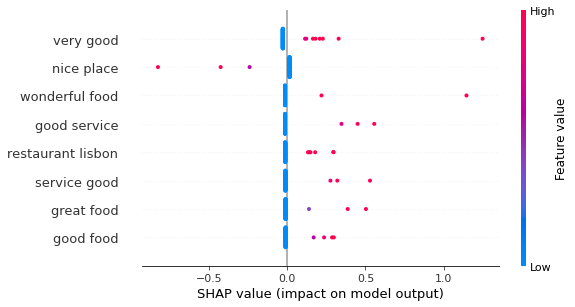 High
very good
nice place
wonderful food
good service
restaurant lisbon
service good
great food
good food
Low
Feature value
−0.5 0.0 0.5 1.0
SHAP value (impact on model output)